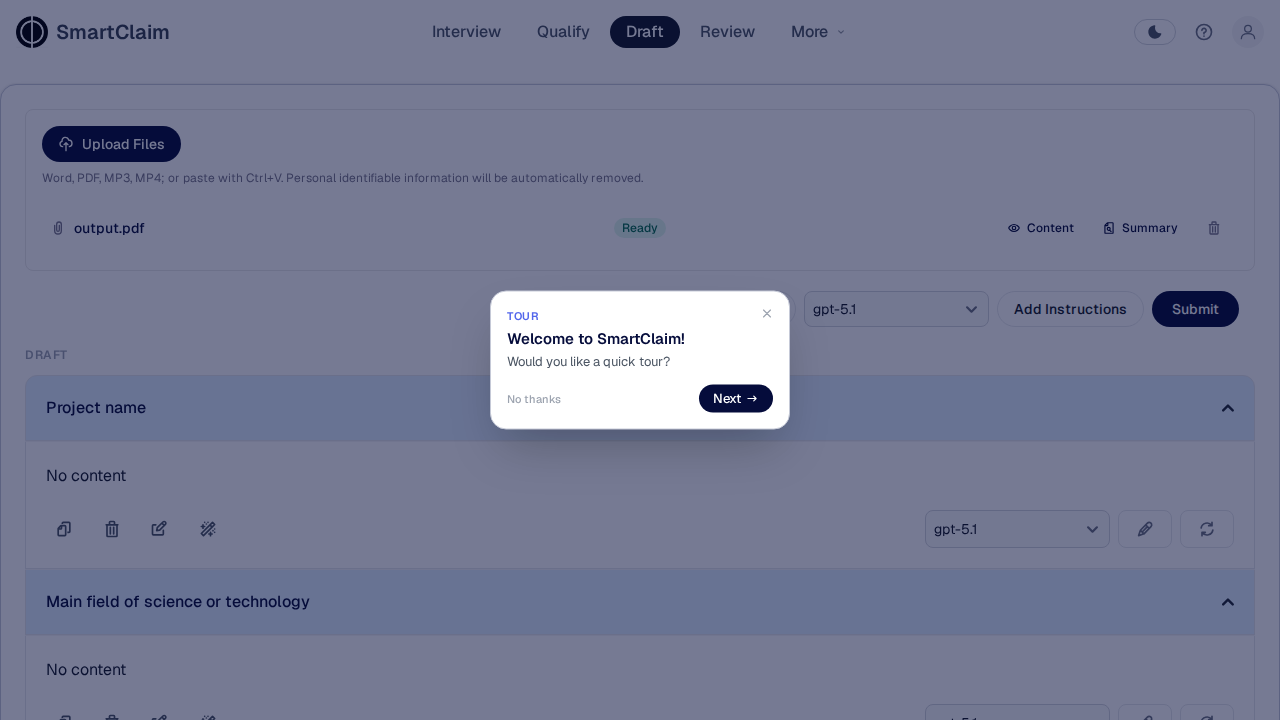 SmartClaim
Interview
Qualify
Draft
Review
More
Upload Files
Word, PDF, MP3, MP4; or paste with Ctrl+V. Personal identifiable information will be automatically removed.
output.pdf
Ready
Content
Summary
TOUR
Welcome to SmartClaim!
Would you like a quick tour?
No thanks
Next →
gpt-5.1
Add Instructions
Submit
DRAFT
Project name
No content
gpt-5.1
Main field of science or technology
No content